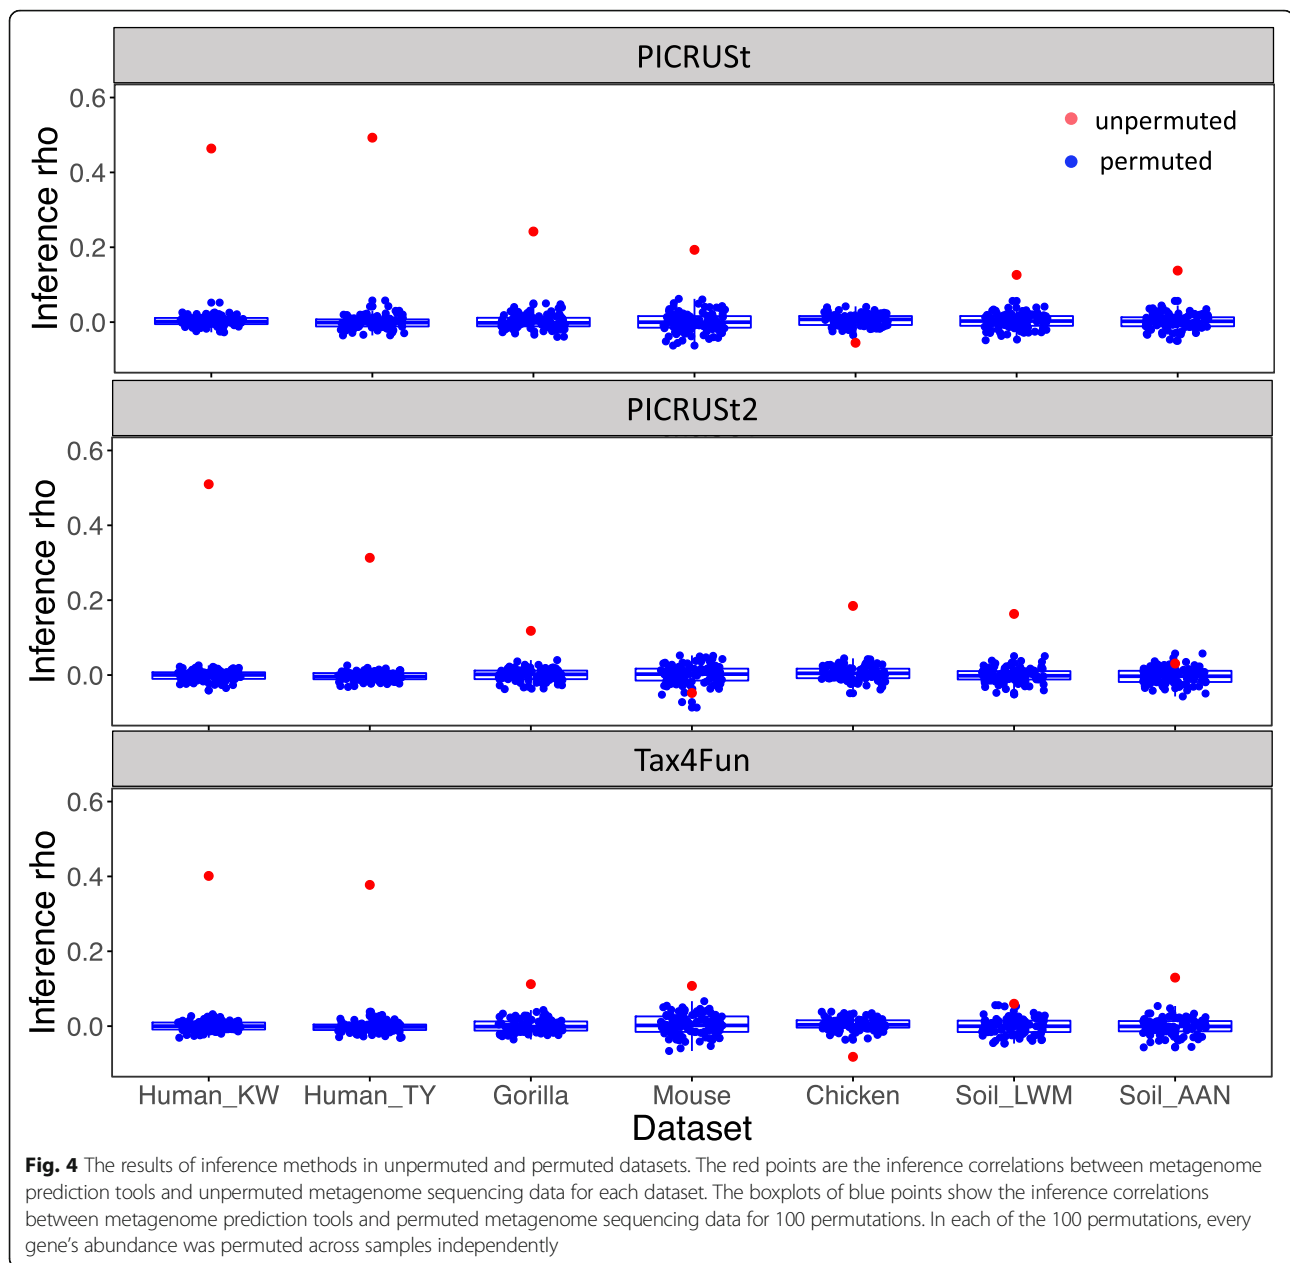 PICRUSt
Inference rho
0.6
0.4
0.2
0.0
unpermuted
permuted
PICRUSt2
Inference rho
0.6
0.4
0.2
0.0
Tax4Fun
Inference rho
0.6
0.4
0.2
0.0
Human_KW Human_TY Gorilla Mouse Chicken Soil_LWM Soil_AAN
Dataset
Fig. 4 The results of inference methods in unpermuted and permuted datasets. The red points are the inference correlations between metagenome
prediction tools and unpermuted metagenome sequencing data for each dataset. The boxplots of blue points show the inference correlations
between metagenome prediction tools and permuted metagenome sequencing data for 100 permutations. In each of the 100 permutations, every
gene's abundance was permuted across samples independently